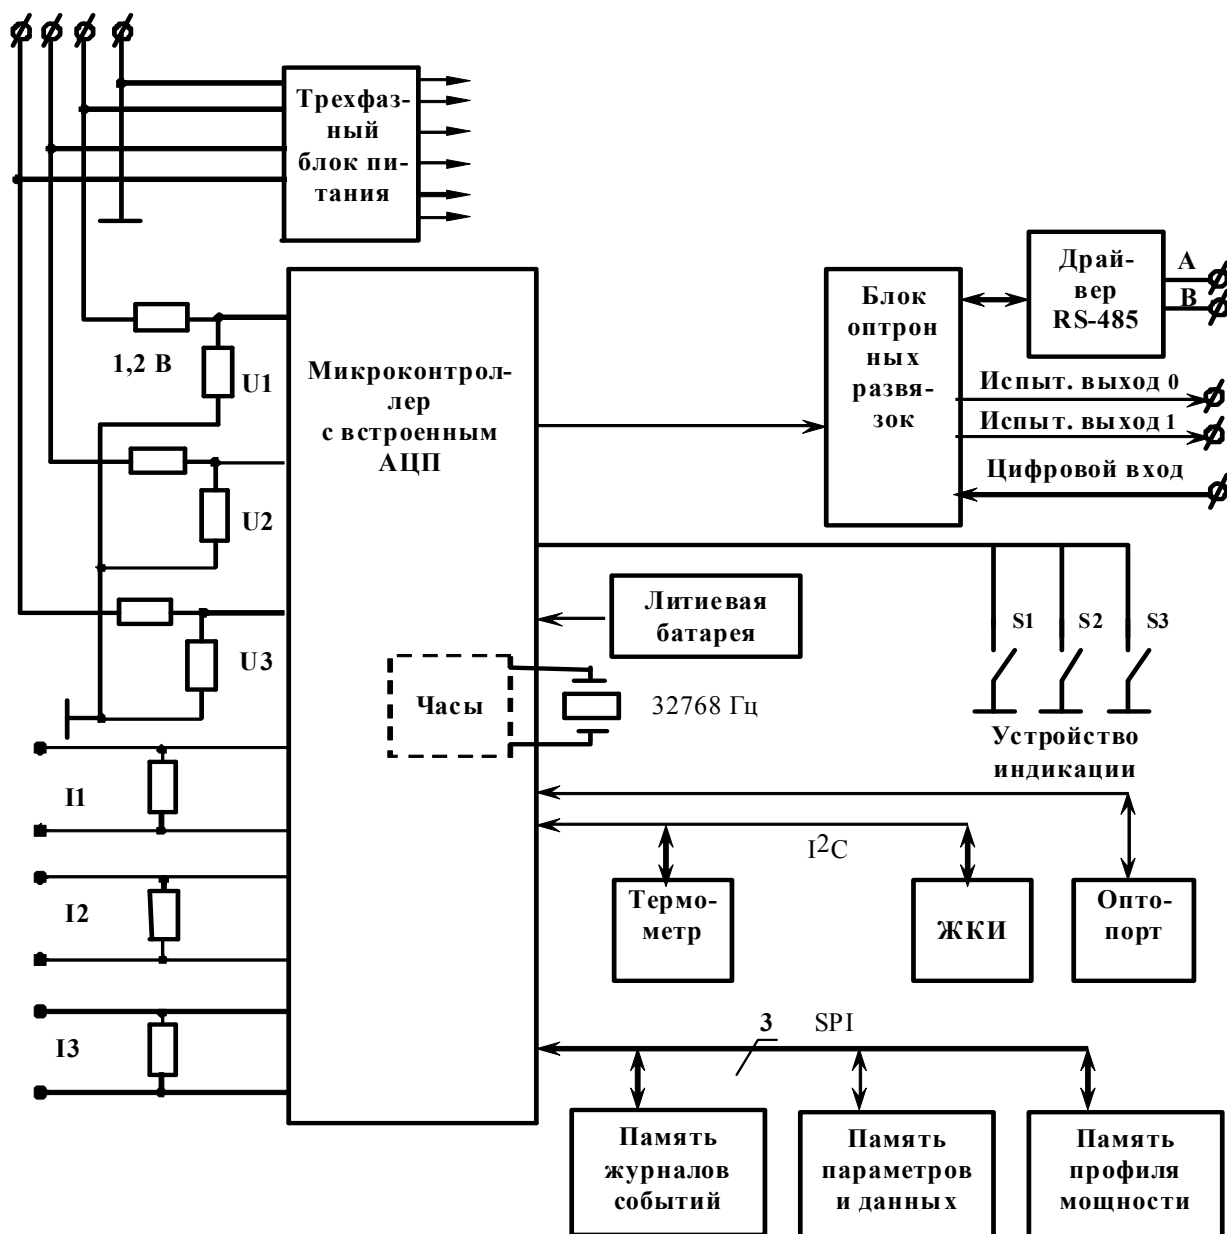 Трехфаз-
ный
блок пи-
тания
Драй-
вер
RS-485
A
B
Блок
оптрон
ных
развя-
зок
1,2 В
U1
Микроконтрол-
лер
с встроенным
АЦП
Испыт. выход 0
Испыт. выход 1
Цифровой вход
U2
Литиевая
батарея
S1
S2
S3
U3
Часы
32768 Гц
Устройство
индикации
I1
I2C
Термо-
метр
ЖКИ
Опто-
порт
I2
3
SPI
I3
Память
журналов
событий
Память
параметров
и данных
Память
профиля
мощности